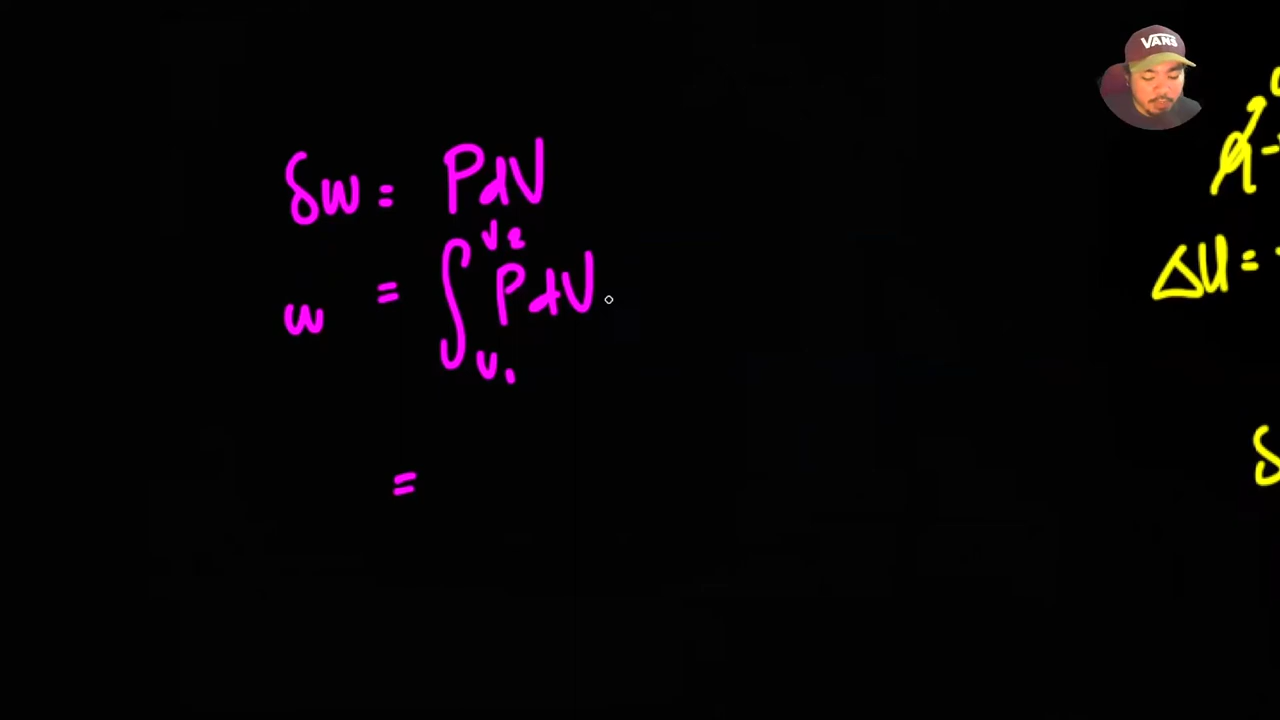 VANS
δw = PdV
w = ∫_{V₁}^{V₂} PdV
=
ΔU =
δ